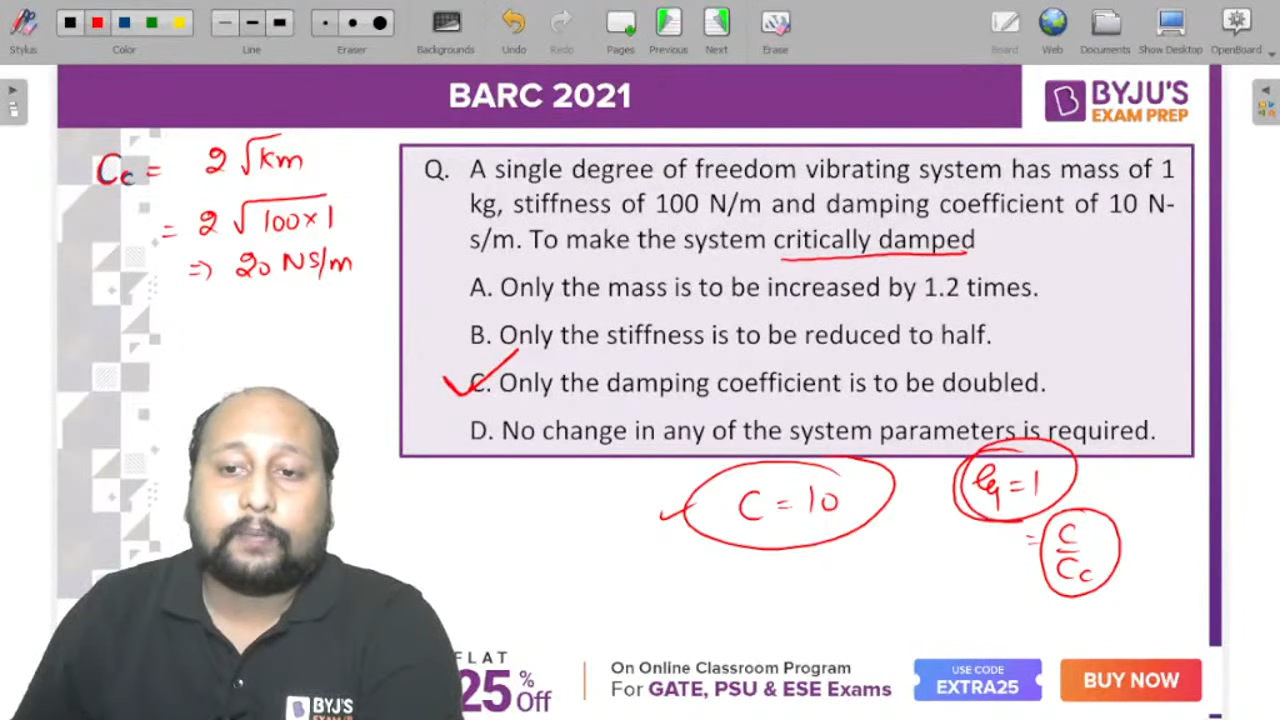 Stylus
Color
Line
Eraser
Backgrounds
Undo
Redo
Pages
Previous
Next
Erase
Board
Web
Documents
Show Desktop
OpenBoard
BARC 2021
BYJU'S
EXAM PREP
Cc = 2 √km
= 2 √100×1
⇒ 20 NS/m
Q. A single degree of freedom vibrating system has mass of 1
kg, stiffness of 100 N/m and damping coefficient of 10 N-
s/m. To make the system critically damped
A. Only the mass is to be increased by 1.2 times.
B. Only the stiffness is to be reduced to half.
C. Only the damping coefficient is to be doubled.
D. No change in any of the system parameters is required.
C = 10
= 1
= C
Cc
BYJU'S
FLAT
25 % Off
On Online Classroom Program
For GATE, PSU & ESE Exams
USE CODE
EXTRA25
BUY NOW